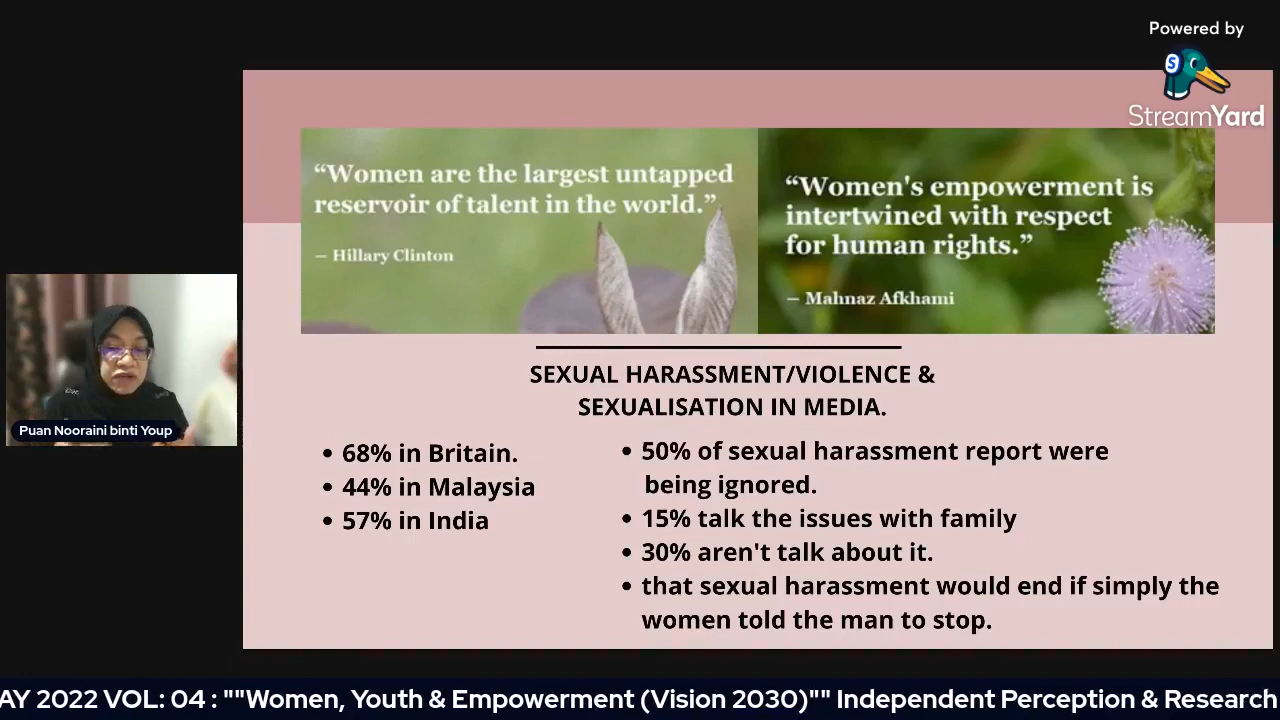 Powered by
StreamYard
“Women are the largest untapped
reservoir of talent in the world.”
— Hillary Clinton
“Women's empowerment is
intertwined with respect
for human rights.”
— Mahnaz Afkhami
SEXUAL HARASSMENT/VIOLENCE &
SEXUALISATION IN MEDIA.
• 68% in Britain.
• 44% in Malaysia
• 57% in India
• 50% of sexual harassment report were
being ignored.
• 15% talk the issues with family
• 30% aren't talk about it.
• that sexual harassment would end if simply the
women told the man to stop.
Puan Nooraini binti Youp
AY 2022 VOL: 04 : ""Women, Youth & Empowerment (Vision 2030)"" Independent Perception & Research